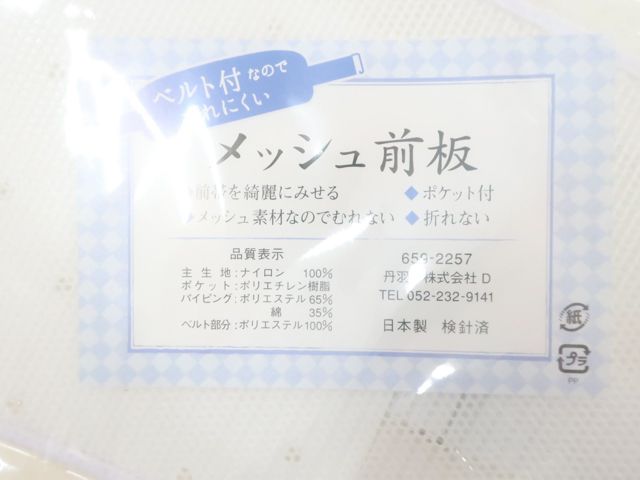 ベルト付なので
れにくい
メッシュ前板
◆前帯を綺麗にみせる ◆ポケット付
◆メッシュ素材なのでむれない ◆折れない
品質表示
主生地:ナイロン 100%
ポケット:ポリエチレン樹脂
パイピング:ポリエステル 65%
綿 35%
ベルト部分:ポリエステル100%
659-2257
丹羽 株式会社 D
TEL 052-232-9141
日本製 検針済
紙
プラ
PP